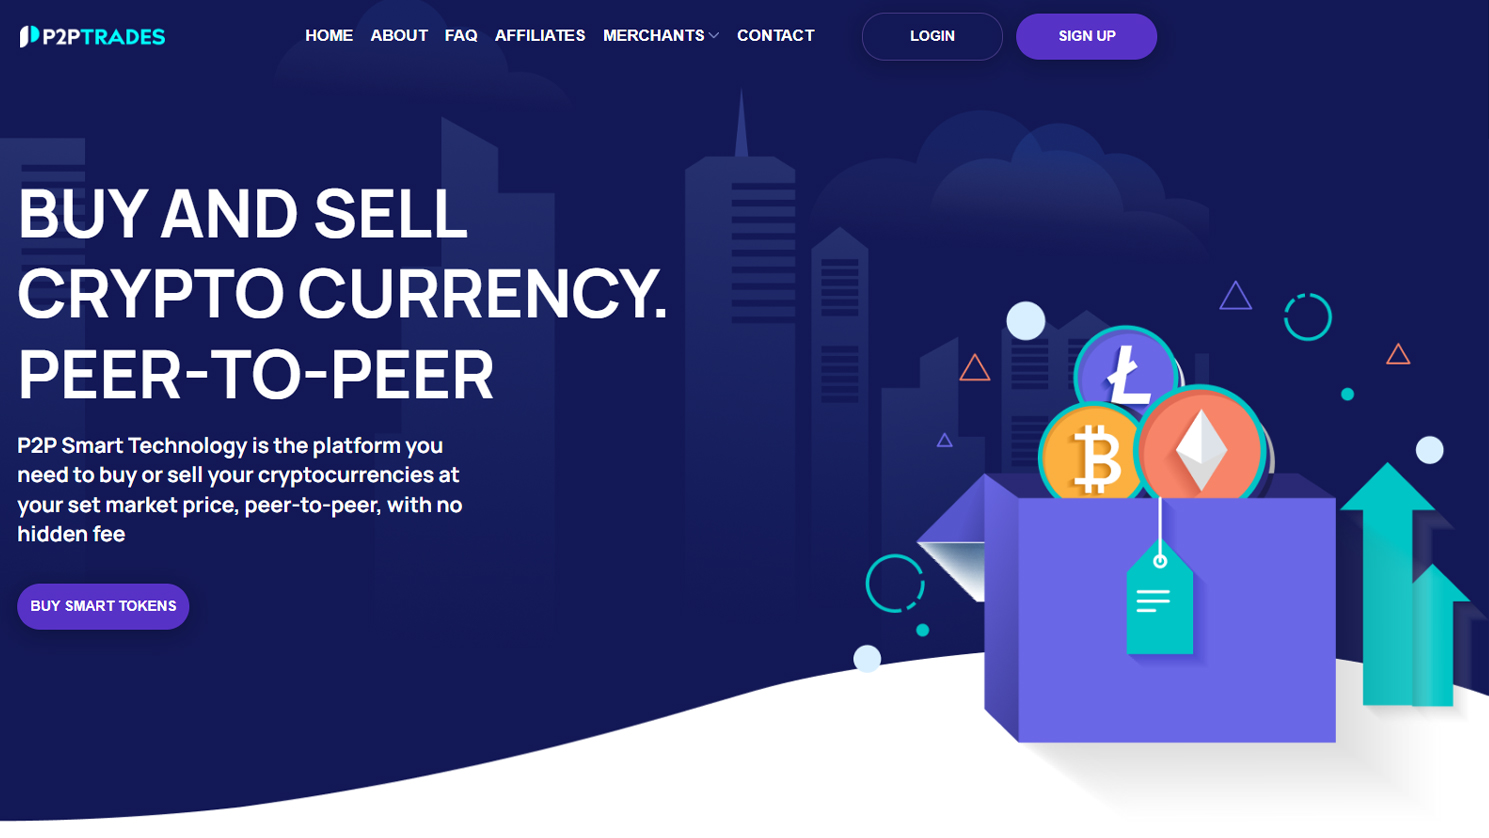 P2PTRADES
HOME ABOUT FAQ AFFILIATES MERCHANTS CONTACT
LOGIN SIGN UP
BUY AND SELL
CRYPTO CURRENCY.
PEER-TO-PEER
P2P Smart Technology is the platform you
need to buy or sell your cryptocurrencies at
your set market price, peer-to-peer, with no
hidden fee
BUY SMART TOKENS